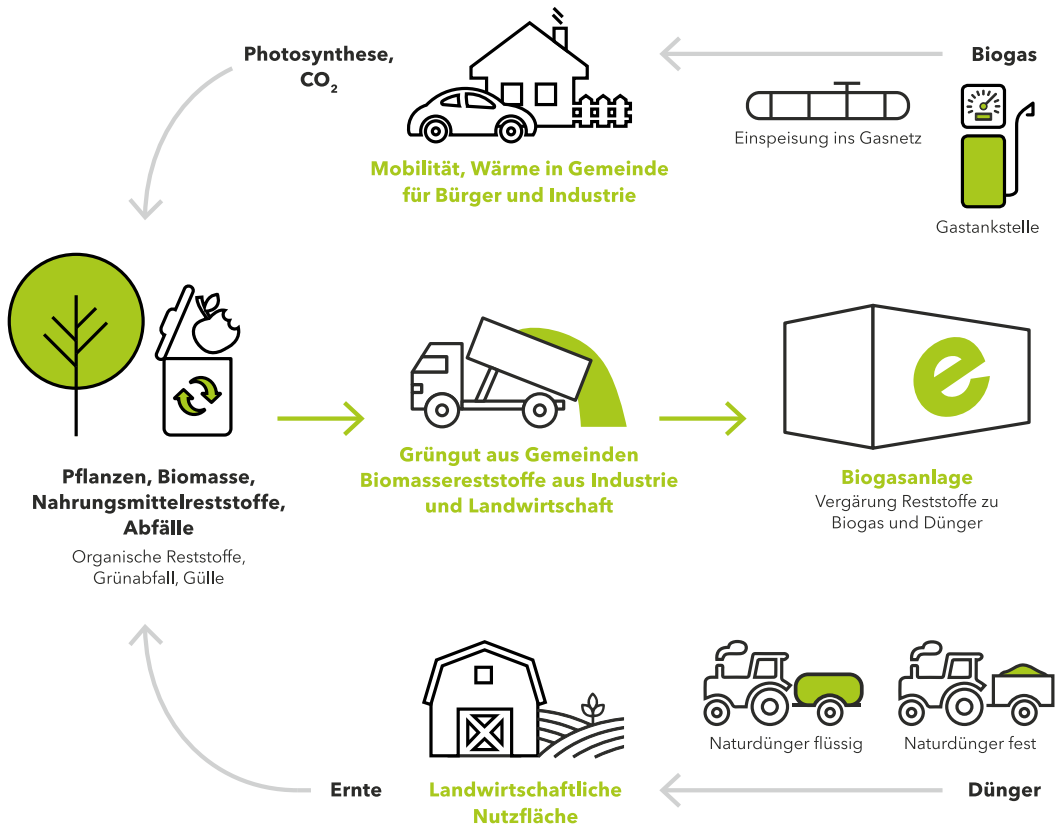 Photosynthese,
CO₂
Biogas
Einspeisung ins Gasnetz
Mobilität, Wärme in Gemeinde
für Bürger und Industrie
Gastankstelle
Pflanzen, Biomasse,
Nahrungsmittelreststoffe,
Abfälle
Organische Reststoffe,
Grünabfall, Gülle
Grüngut aus Gemeinden
Biomassereststoffe aus Industrie
und Landwirtschaft
e
Biogasanlage
Vergärung Reststoffe zu
Biogas und Dünger
Naturdünger flüssig
Naturdünger fest
Ernte
Landwirtschaftliche
Nutzfläche
Dünger